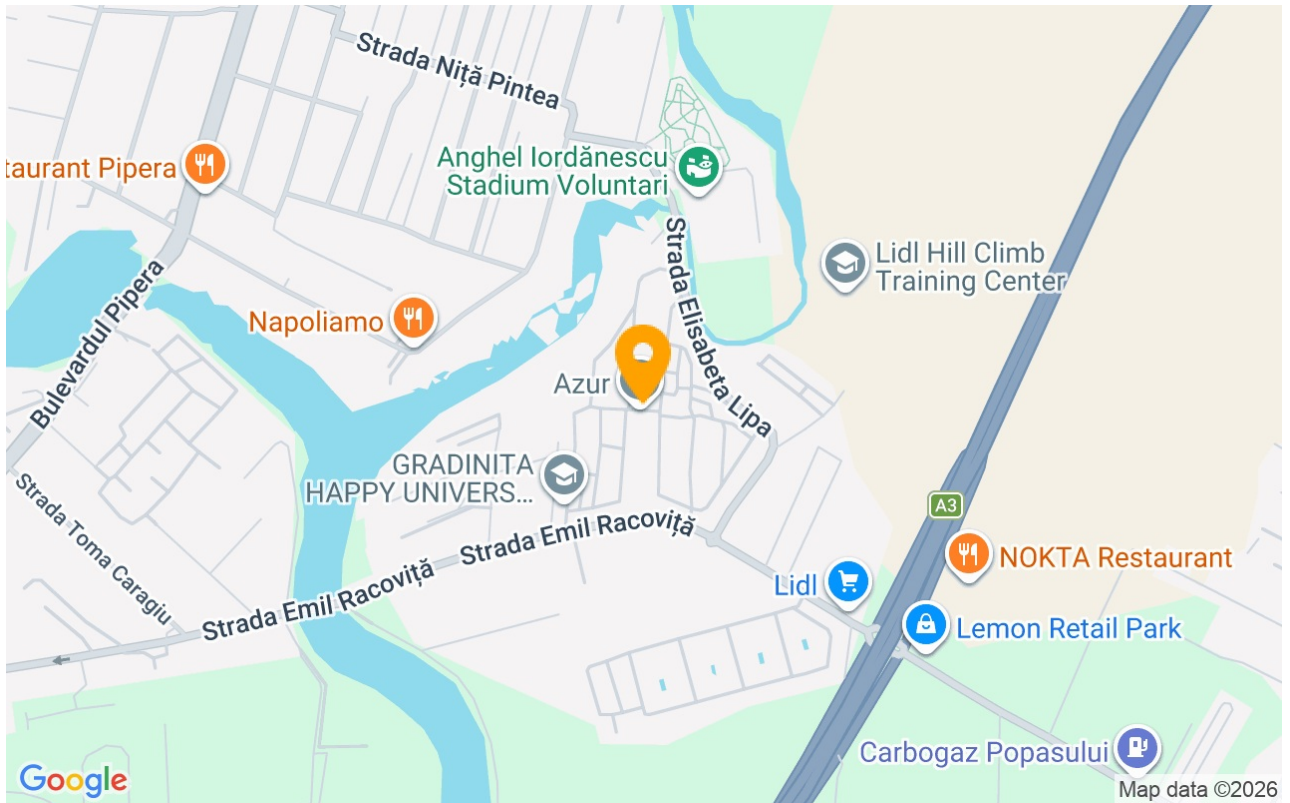 Strada Niță Pintea
taurant Pipera
Anghel Iordănescu
Stadium Voluntari
Strada Elisabeta Lipa
Lidl Hill Climb
Training Center
Bulevardul Pipera
Napoliamo
Azur
GRADINITA
HAPPY UNIVERS...
A3
Strada Toma Caragiu
Strada Emil Racoviță
Strada Emil Racoviță
NOKTA Restaurant
Lidl
Lemon Retail Park
Carbogaz Popasului
Google
Map data ©2026